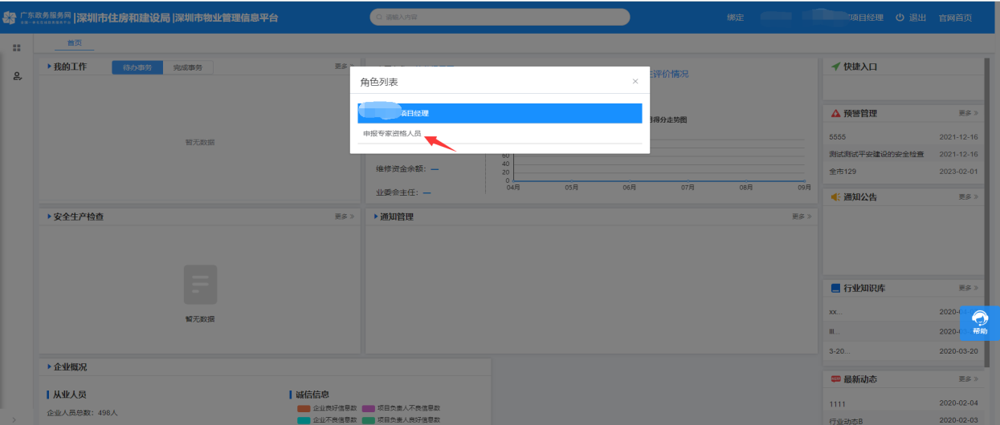 广东政务服务网 | 深圳市住房和建设局 | 深圳市物业管理信息平台
请输入内容
绑定 项目经理 退出 官网首页
首页
我的工作 待办事务 完成事务 更多
暂无数据
角色列表 ×
项目经理
申报专家资格人员
评价情况
得分走势图
维修资金余额: —
业委会主任: —
60
40
20
0
04月 05月 06月 07月 08月 09月
快捷入口
预警管理 更多
5555 2021-12-16
测试测试平安建设的安全检查 2021-12-16
全市129 2023-02-01
通知公告 更多
安全生产检查 更多
暂无数据
通知管理 更多
行业知识库 更多
xx... 2020-
lll... 2020-
3-20... 2020-03-20
帮助
企业概况
从业人员
企业人员总数: 498人
诚信信息
企业良好信息数 项目负责人不良信息数
企业不良信息数 项目负责人良好信息数
最新动态 更多
1111 2020-02-04
行业动态B 2020-02-03